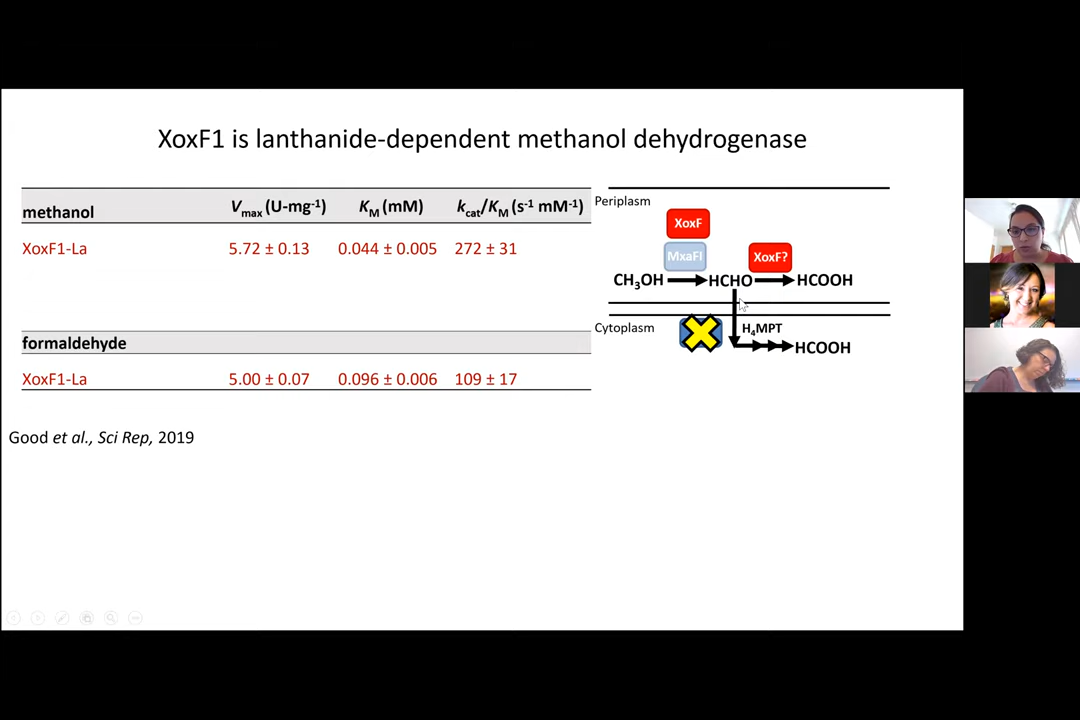 XoxF1 is lanthanide-dependent methanol dehydrogenase
methanol Vmax (U-mg-1) KM (mM) kcat/KM (s-1 mM-1)
XoxF1-La 5.72 ± 0.13 0.044 ± 0.005 272 ± 31
formaldehyde
XoxF1-La 5.00 ± 0.07 0.096 ± 0.006 109 ± 17
Good et al., Sci Rep, 2019
Periplasm
XoxF
MxaFI XoxF?
CH3OH HCHO HCOOH
Cytoplasm H4MPT
HCOOH